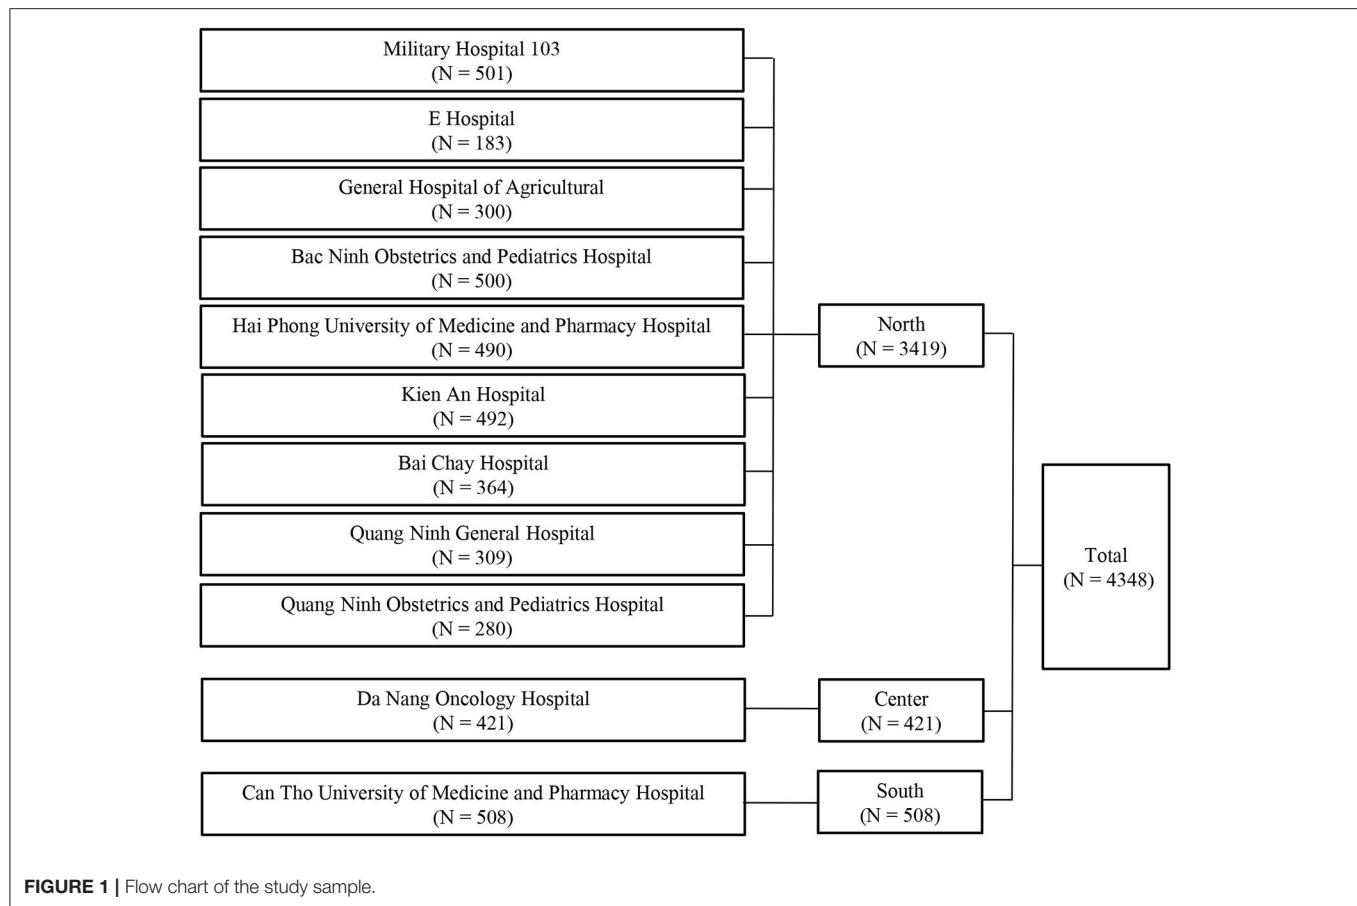 Military Hospital 103
(N = 501)
E Hospital
(N = 183)
General Hospital of Agricultural
(N = 300)
Bac Ninh Obstetrics and Pediatrics Hospital
(N = 500)
Hai Phong University of Medicine and Pharmacy Hospital
(N = 490)
Kien An Hospital
(N = 492)
Bai Chay Hospital
(N = 364)
Quang Ninh General Hospital
(N = 309)
Quang Ninh Obstetrics and Pediatrics Hospital
(N = 280)
Da Nang Oncology Hospital
(N = 421)
Can Tho University of Medicine and Pharmacy Hospital
(N = 508)
North
(N = 3419)
Center
(N = 421)
South
(N = 508)
Total
(N = 4348)
FIGURE 1 | Flow chart of the study sample.